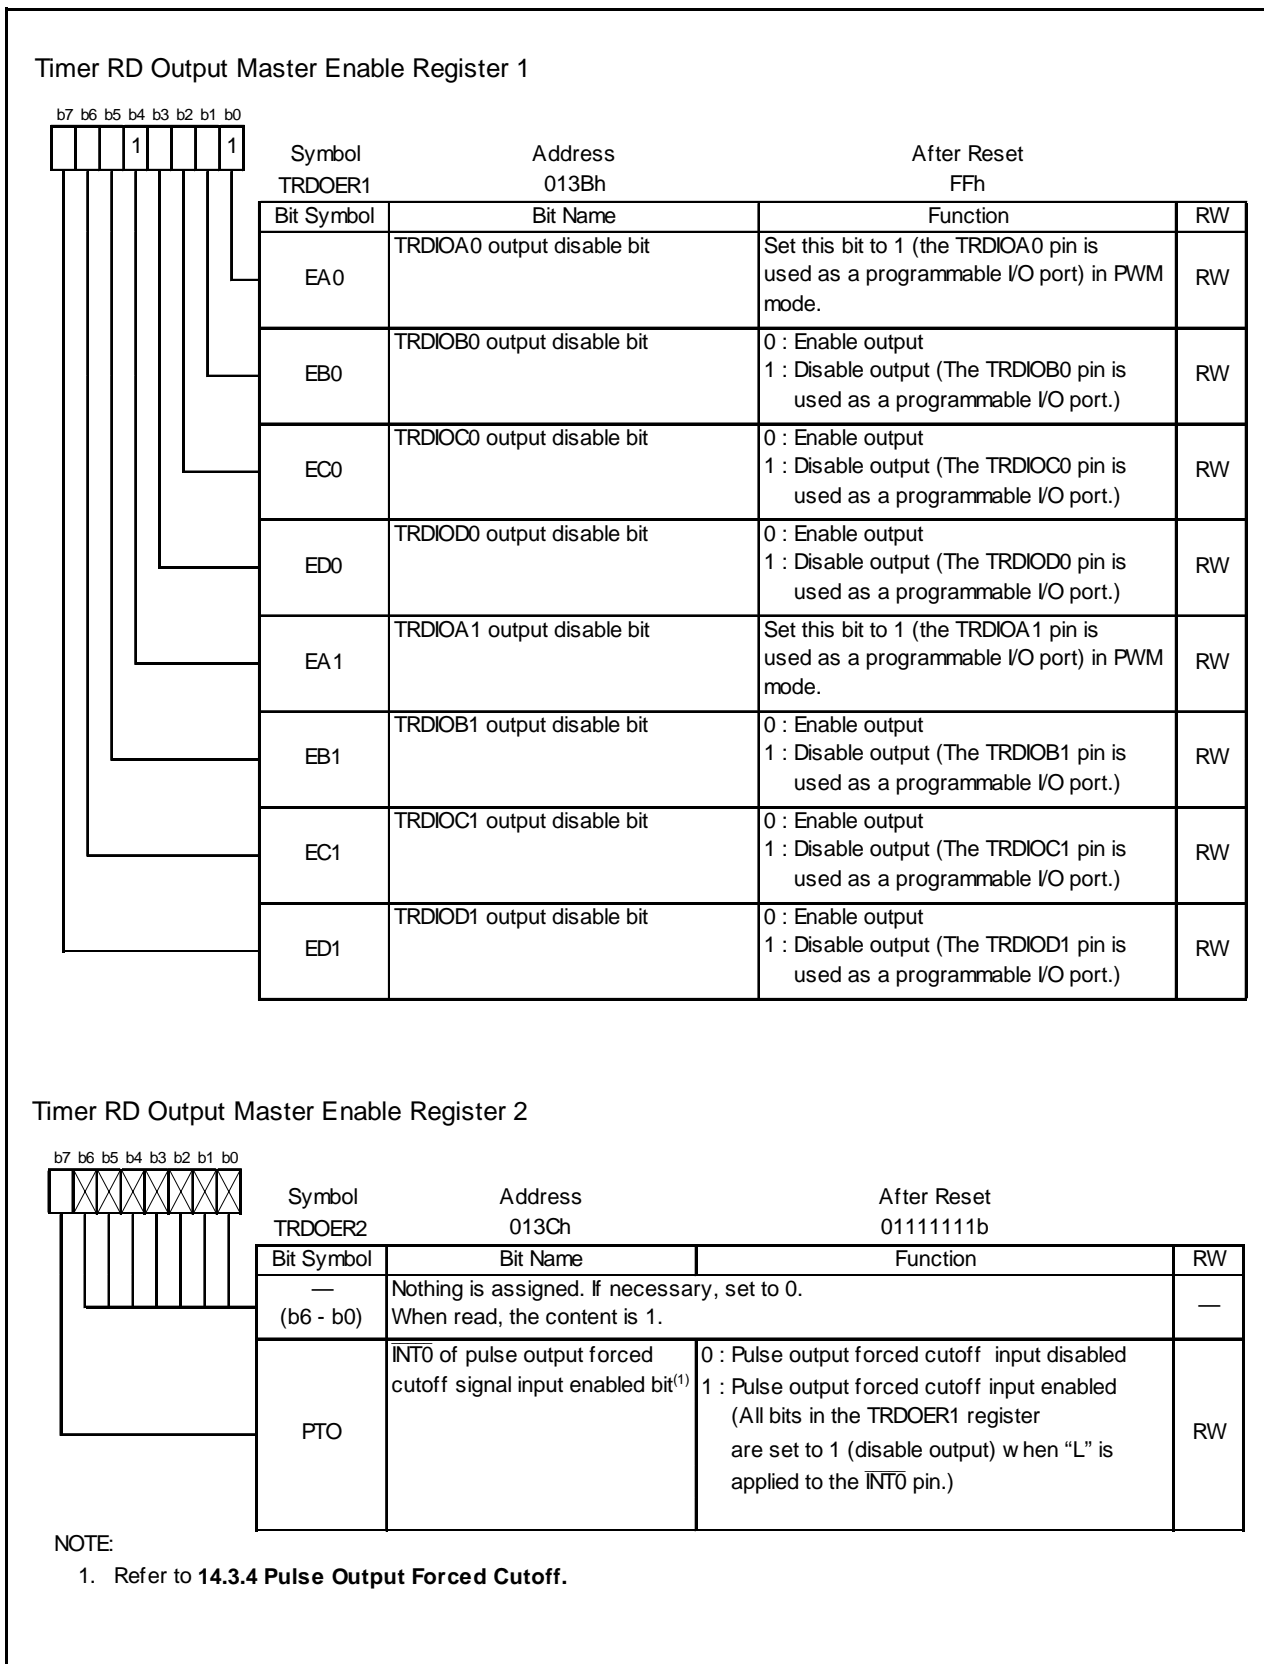 Timer RD Output Master Enable Register 1
b7 b6 b5 b4 b3 b2 b1 b0
1 1
Symbol Address After Reset
TRDOER1 013Bh FFh
Bit Symbol Bit Name Function RW
EA0 TRDIOA0 output disable bit Set this bit to 1 (the TRDIOA0 pin is
used as a programmable I/O port) in PWM RW
mode.
EB0 TRDIOB0 output disable bit 0 : Enable output
1 : Disable output (The TRDIOB0 pin is RW
used as a programmable I/O port.)
EC0 TRDIOC0 output disable bit 0 : Enable output
1 : Disable output (The TRDIOC0 pin is RW
used as a programmable I/O port.)
ED0 TRDIOD0 output disable bit 0 : Enable output
1 : Disable output (The TRDIOD0 pin is RW
used as a programmable I/O port.)
EA1 TRDIOA1 output disable bit Set this bit to 1 (the TRDIOA1 pin is
used as a programmable I/O port) in PWM RW
mode.
EB1 TRDIOB1 output disable bit 0 : Enable output
1 : Disable output (The TRDIOB1 pin is RW
used as a programmable I/O port.)
EC1 TRDIOC1 output disable bit 0 : Enable output
1 : Disable output (The TRDIOC1 pin is RW
used as a programmable I/O port.)
ED1 TRDIOD1 output disable bit 0 : Enable output
1 : Disable output (The TRDIOD1 pin is RW
used as a programmable I/O port.)
Timer RD Output Master Enable Register 2
b7 b6 b5 b4 b3 b2 b1 b0
Symbol Address After Reset
TRDOER2 013Ch 01111111b
Bit Symbol Bit Name Function RW
— Nothing is assigned. If necessary, set to 0.
(b6 - b0) When read, the content is 1. —
INT0 of pulse output forced 0 : Pulse output forced cutoff input disabled
cutoff signal input enabled bit(1) 1 : Pulse output forced cutoff input enabled
(All bits in the TRDOER1 register
PTO are set to 1 (disable output) when “L” is RW
applied to the INT0 pin.)
NOTE:
1. Refer to 14.3.4 Pulse Output Forced Cutoff.